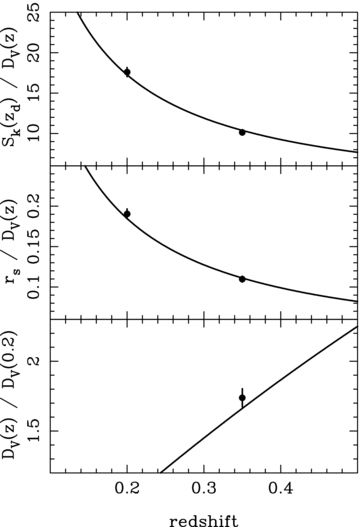 S_k(z_d) / D_V(z)
25
20
15
10
r_s / D_V(z)
0.2
0.15
0.1
D_V(z) / D_V(0.2)
2
1.5
0.2 0.3 0.4
redshift